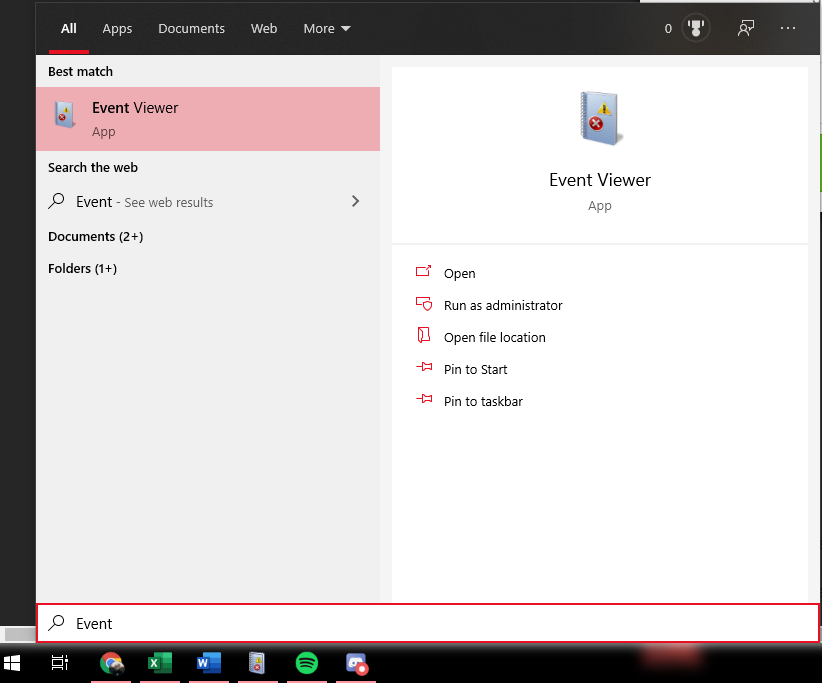 All Apps Documents Web More 0 ...
Best match
Event Viewer
App
Search the web
Event - See web results
Documents (2+)
Folders (1+)
Event Viewer
App
Open
Run as administrator
Open file location
Pin to Start
Pin to taskbar
Event
X W